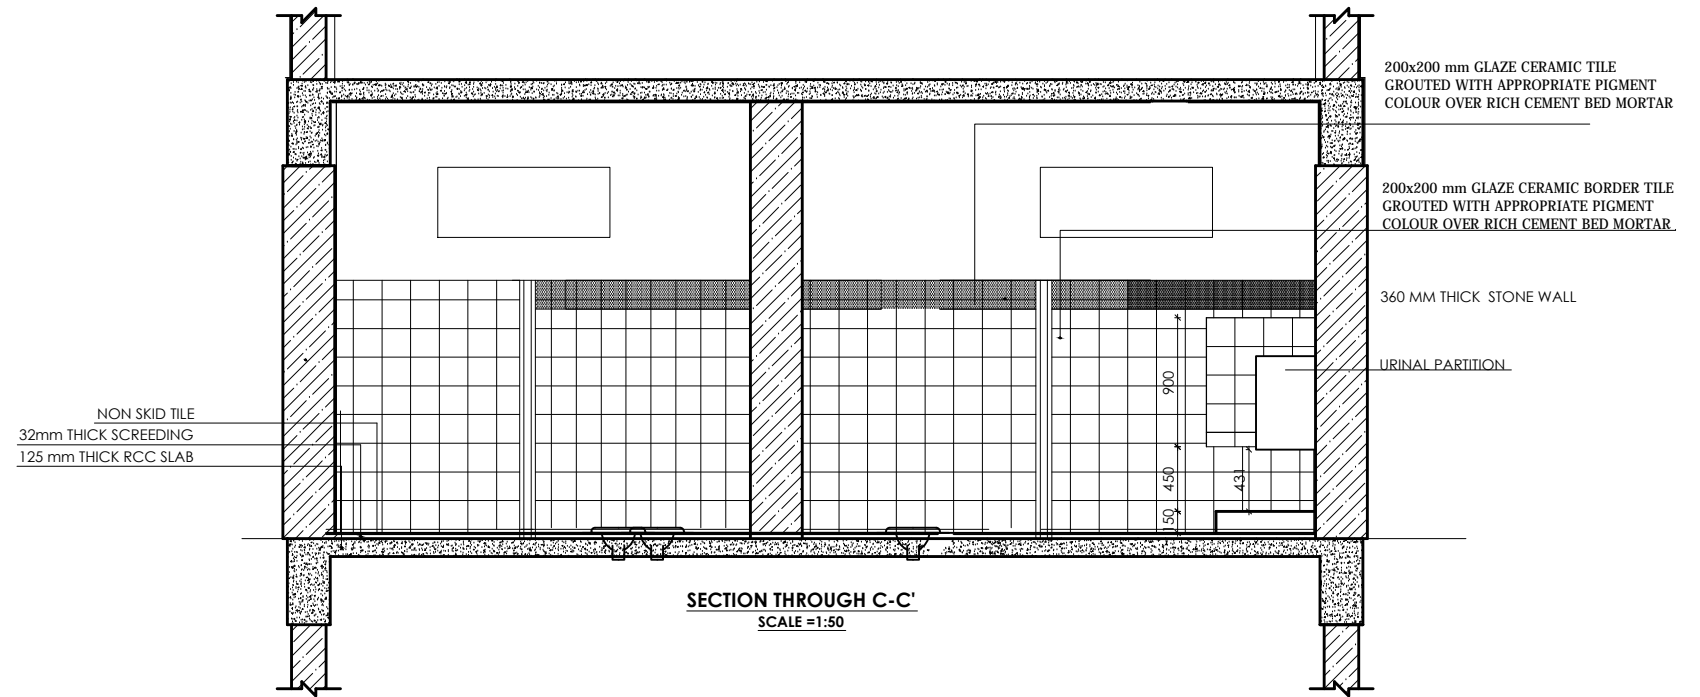 200x200 mm GLAZE CERAMIC TILE
GROUTED WITH APPROPRIATE PIGMENT
COLOUR OVER RICH CEMENT BED MORTAR
200x200 mm GLAZE CERAMIC BORDER TILE
GROUTED WITH APPROPRIATE PIGMENT
COLOUR OVER RICH CEMENT BED MORTAR
360 MM THICK STONE WALL
URINAL PARTITION
900
450
431
150
NON SKID TILE
32mm THICK SCREEDING
125 mm THICK RCC SLAB
SECTION THROUGH C-C'
SCALE =1:50